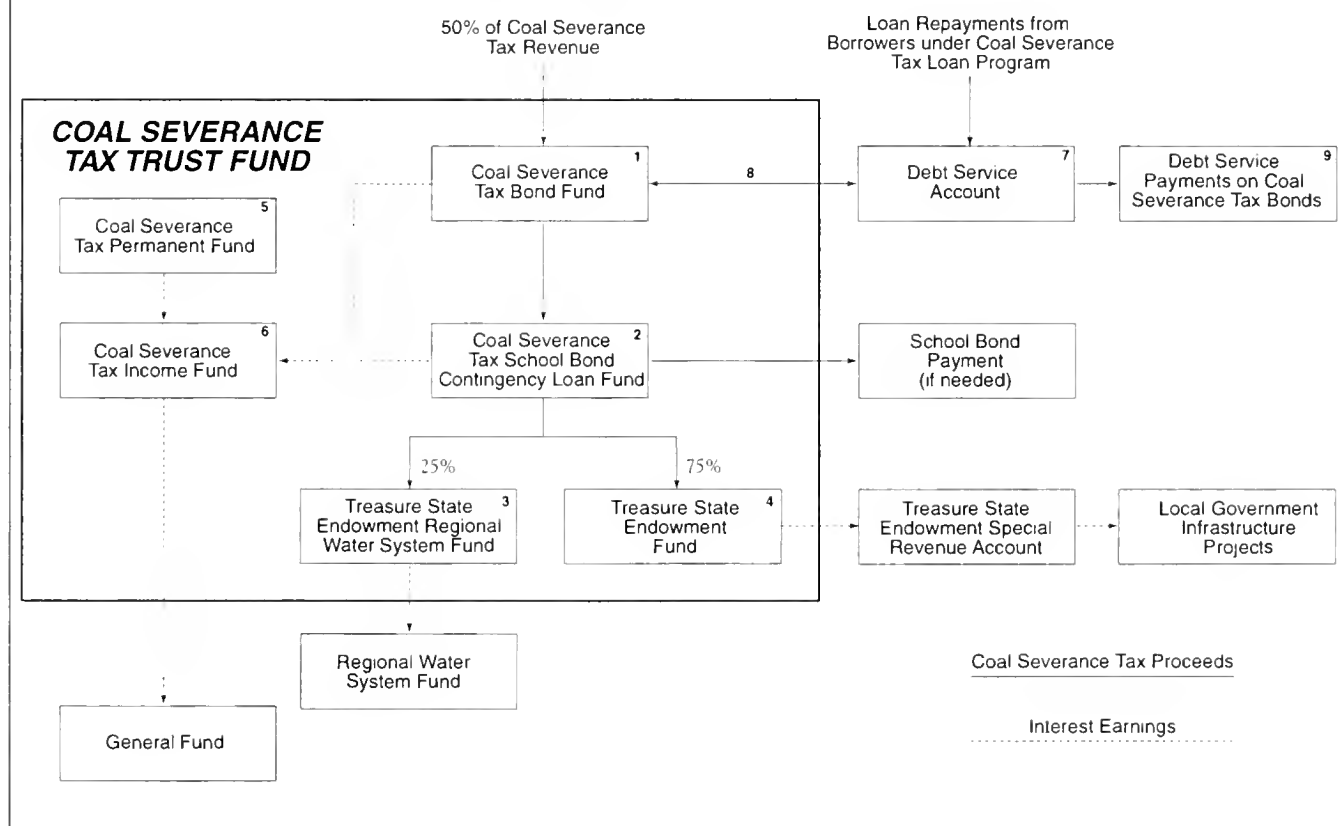 50% of Coal Severance
Tax Revenue
Loan Repayments from
Borrowers under Coal Severance
Tax Loan Program
COAL SEVERANCE
TAX TRUST FUND
1
Coal Severance
Tax Bond Fund
8
7
Debt Service
Account
9
Debt Service
Payments on Coal
Severance Tax Bonds
5
Coal Severance
Tax Permanent Fund
6
Coal Severance
Tax Income Fund
2
Coal Severance
Tax School Bond
Contingency Loan Fund
School Bond
Payment
(if needed)
25%
75%
3
Treasure State
Endowment Regional
Water System Fund
4
Treasure State
Endowment
Fund
Treasure State
Endowment Special
Revenue Account
Local Government
Infrastructure
Projects
Regional Water
System Fund
General Fund
Coal Severance Tax Proceeds
Interest Earnings